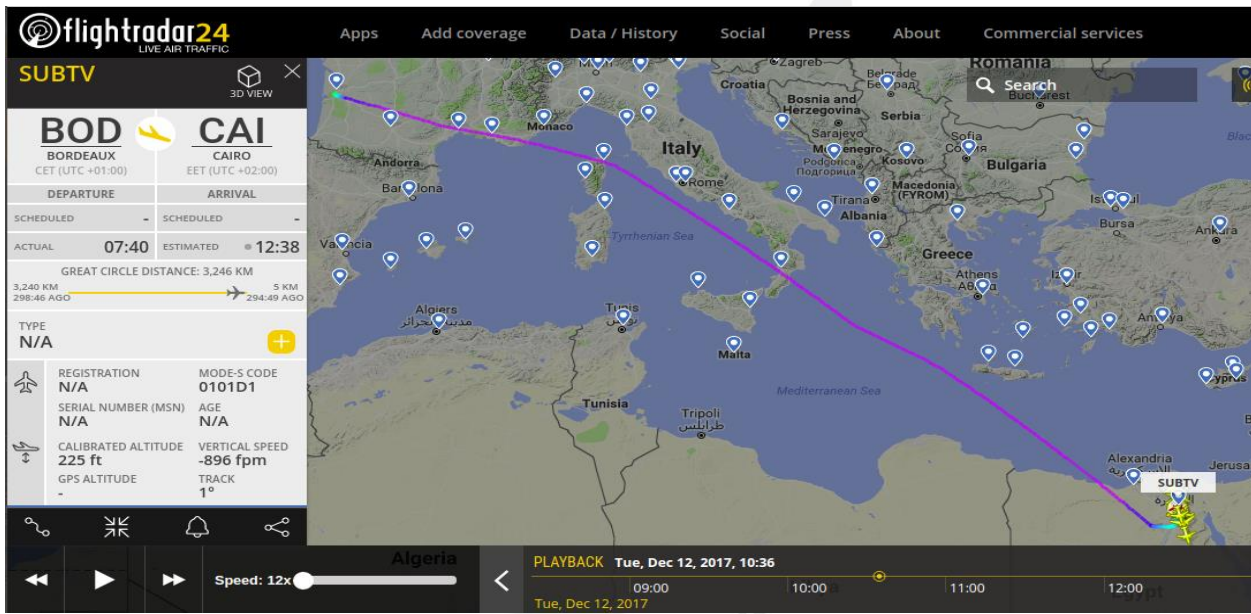 flightradar24
LIVE AIR TRAFFIC
Apps
Add coverage
Data / History
Social
Press
About
Commercial services
SUBTV
3D VIEW
BOD
BORDEAUX
CET (UTC +01:00)
CAI
CAIRO
EET (UTC +02:00)
DEPARTURE
ARRIVAL
SCHEDULED -
SCHEDULED -
ACTUAL 07:40
ESTIMATED 12:38
GREAT CIRCLE DISTANCE: 3,246 KM
3,240 KM
298:46 AGO
5 KM
294:49 AGO
TYPE
N/A
REGISTRATION
N/A
MODE-S CODE
0101D1
SERIAL NUMBER (MSN)
N/A
AGE
N/A
CALIBRATED ALTITUDE
225 ft
VERTICAL SPEED
-896 fpm
GPS ALTITUDE
-
TRACK
1°
Search
Zagreb
Croatia
Belgrade
Београд
Romania
Bucharest
Bosnia and
Herzegovina
Serbia
Sarajevo
Montenegro
Podgorica
Подгорица
Kosovo
Sofia
Bulgaria
Macedonia
(FYROM)
Tirana
Albania
Monaco
Italy
Rome
Andorra
Barcelona
Valencia
Tyrrhenian Sea
Istanbul
Bursa
Ankara
Greece
Athens
Αθήνα
Izmir
Antalya
Cyprus
Algiers
Tunis
تونس
Malta
Mediterranean Sea
Tunisia
Tripoli
طرابلس
Alexandria
Jerusa
SUBTV
Algeria
Egypt
Speed: 12x
PLAYBACK Tue, Dec 12, 2017, 10:36
09:00
10:00
11:00
12:00
Tue, Dec 12, 2017